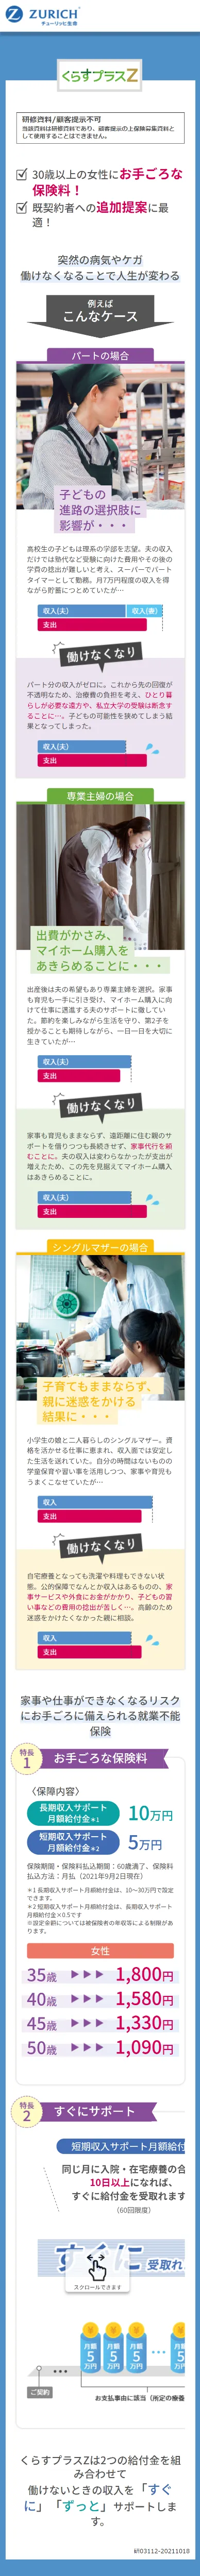 ZURICH
チューリッヒ生命
くらすプラスZ
研修資料/顧客提示不可
当該資料は研修資料であり、顧客提示の上保険募集資料と
して使用することはできません。
30歳以上の女性にお手ごろな
保険料！
既契約者への追加提案に最
適！
突然の病気やケガ
働けなくなることで人生が変わる
例えば
こんなケース
パートの場合
子どもの
進路の選択肢に
影響が・・・
高校生の子どもは理系の学部を志望。夫の収入
だけでは塾代など受験に向けた費用やその後の
学費の捻出が難しいと考え、スーパーでパート
タイマーとして勤務。月7万円程度の収入を得
ながら貯蓄につとめていたが…
収入(夫)
収入(妻)
支出
働けなくなり
パート分の収入がゼロに。これから先の回復が
不透明なため、治療費の負担を考え、ひとり暮
らしが必要な遠方や、私立大学の受験は断念す
ることに…。子どもの可能性を狭めてしまう結
果となってしまった。
収入(夫)
支出
専業主婦の場合
出費がかさみ、
マイホーム購入を
あきらめることに・・・
出産後は夫の希望もあり専業主婦を選択。家事
も育児も一手に引き受け、マイホーム購入に向
けて仕事に邁進する夫のサポートに徹してい
た。節約を楽しみながら生活を守り、第2子を
授かることも期待しながら、一日一日を大切に
生きていたが…
収入(夫)
支出
働けなくなり
家事も育児もままならず、遠距離に住む親のサ
ポートを借りつつも長続きせず、家事代行を頼
むことに。夫の収入は変わらなかったが支出が
増えたため、この先を見据えてマイホーム購入
はあきらめることに。
収入(夫)
支出
シングルマザーの場合
子育てもままならず、
親に迷惑をかける
結果に・・・
小学生の娘と二人暮らしのシングルマザー。資
格を活かせる仕事に恵まれ、収入面では安定し
た生活を送れていた。自分の時間はないものの
学童保育や習い事を活用しつつ、家事や育児も
うまくこなせていたが…
収入
支出
働けなくなり
自宅療養となっても洗濯や料理もできない状
態。公的保障でなんとか収入はあるものの、家
事サービスや外食にお金がかかり、子どもの習
い事などの費用の捻出が苦しく…。高齢のため
迷惑をかけたくなかった親に相談。
収入
支出
家事や仕事ができなくなるリスク
にお手ごろに備えられる就業不能
保険
特長
1
お手ごろな保険料
〈保障内容〉
長期収入サポート
月額給付金※1
10万円
短期収入サポート
月額給付金※2
5万円
保険期間・保険料払込期間：60歳満了、保険料
払込方法：月払（2021年9月2日現在）
＊1 長期収入サポート月額給付金は、10～30万円で設定
できます。
＊2 短期収入サポート月額給付金は、長期収入サポート
月額給付金×0.5です
※設定金額については被保険者の年収等による制限があ
ります。
女性
35歳 ▶▶▶ 1,800円
40歳 ▶▶▶ 1,580円
45歳 ▶▶▶ 1,330円
50歳 ▶▶▶ 1,090円
特長
2
すぐにサポート
短期収入サポート月額給付
同じ月に入院・在宅療養の合
10日以上になれば、
すぐに給付金を受取れます
（60回限度）
すぐに 受取れ
スクロールできます
月額
5
万円
月額
5
万円
月額
5
万円
月額
5
万円
ご契約
お支払事由に該当（所定の療養
くらすプラスZは2つの給付金を組
み合わせて
働けないときの収入を「すぐ
に」「ずっと」サポートしま
す。
研03112-20211018